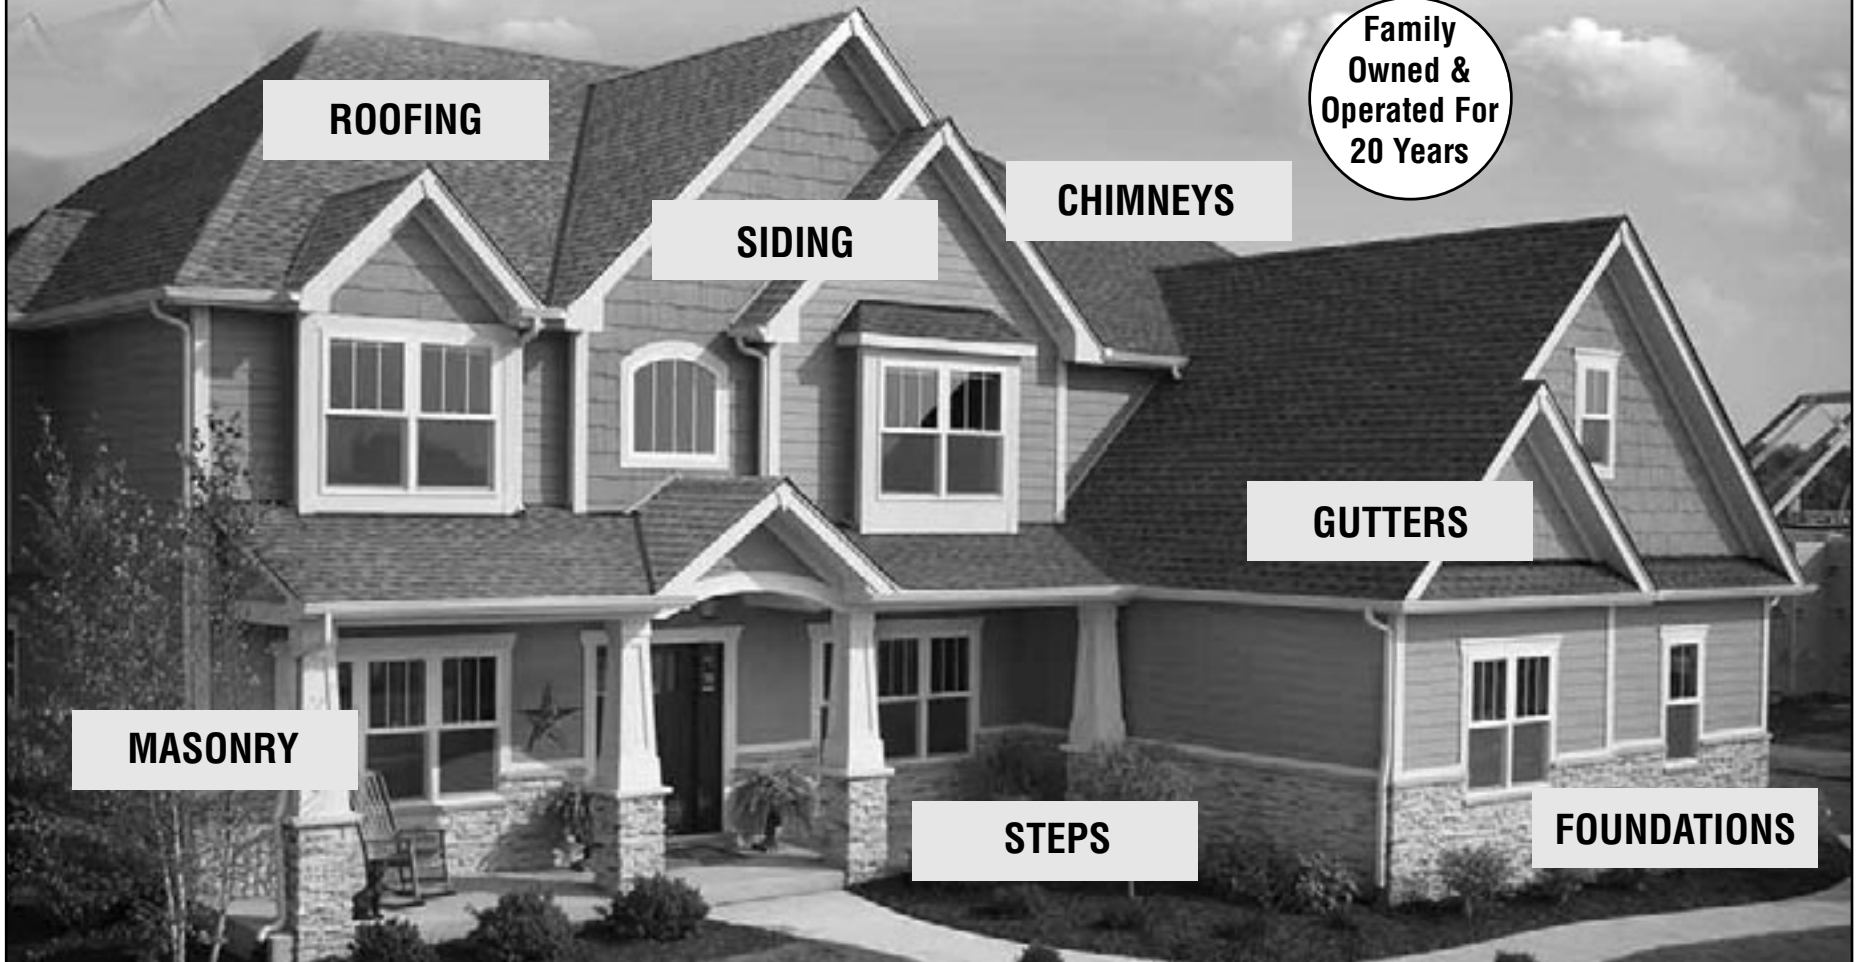 Family
Owned &
Operated For
20 Years
ROOFING
CHIMNEYS
SIDING
GUTTERS
MASONRY
STEPS
FOUNDATIONS